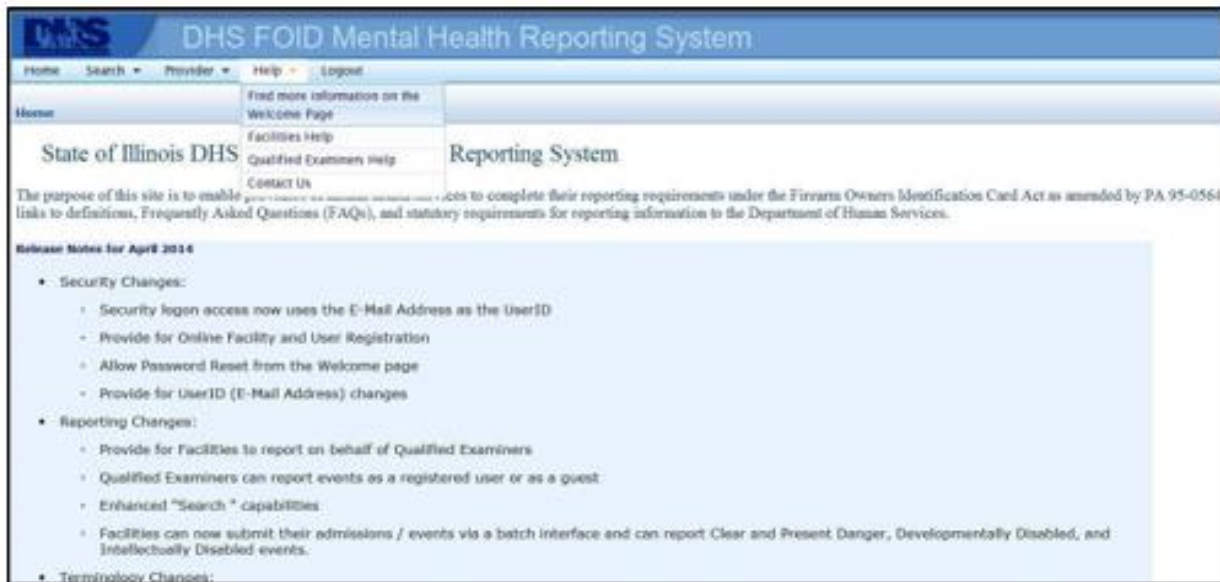 DHS
DHS FOID Mental Health Reporting System
Home Search Provider Help Logout
Find more information on the
Welcome Page
Home
Facilities Help
State of Illinois DHS Reporting System
Qualified Examiners Help
Contact Us
The purpose of this site is to enable to complete their reporting requirements under the Firearm Owners Identification Card Act as amended by PA 95-0564
links to definitions, Frequently Asked Questions (FAQs), and statutory requirements for reporting information to the Department of Human Services.
Release Notes for April 2014
• Security Changes:
◦ Security logon access now uses the E-Mail Address as the UserID
◦ Provide for Online Facility and User Registration
◦ Allow Password Reset from the Welcome page
◦ Provide for UserID (E-Mail Address) changes
• Reporting Changes:
◦ Provide for Facilities to report on behalf of Qualified Examiners
◦ Qualified Examiners can report events as a registered user or as a guest
◦ Enhanced "Search " capabilities
◦ Facilities can now submit their admissions / events via a batch interface and can report Clear and Present Danger, Developmentally Disabled, and
Intellectually Disabled events.
• Terminology Changes: